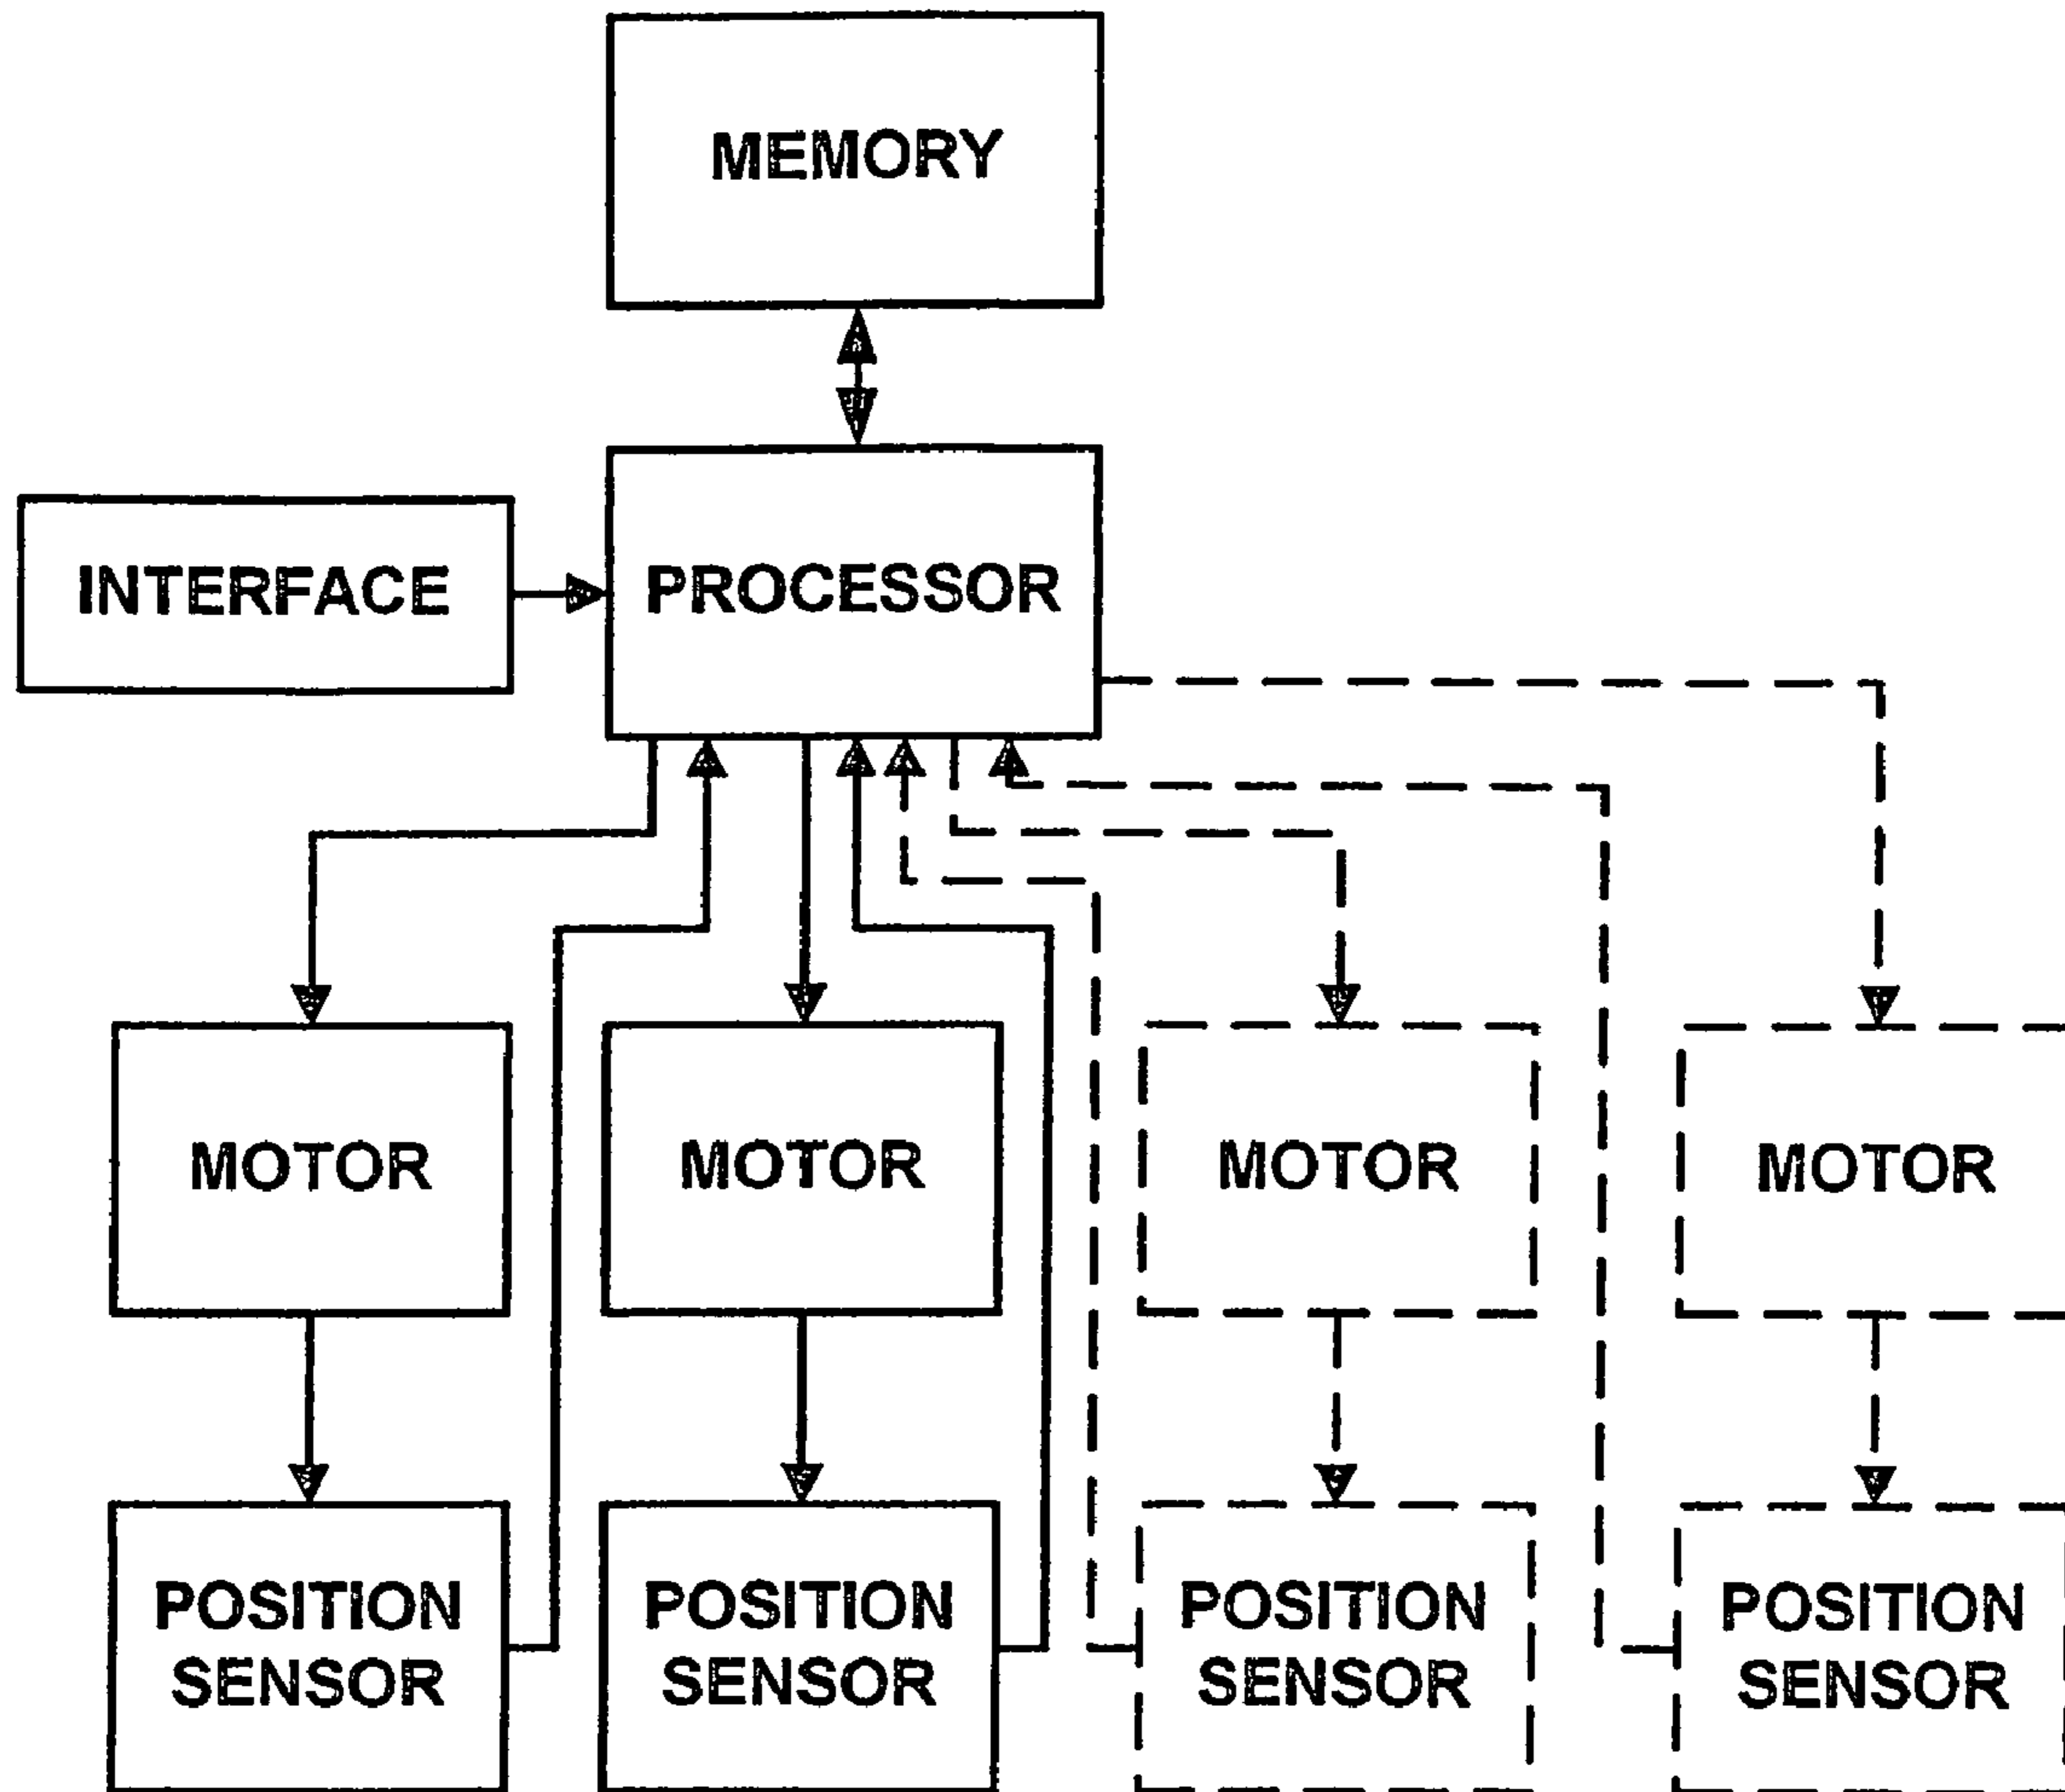 MEMORY
INTERFACE
PROCESSOR
MOTOR
MOTOR
MOTOR
MOTOR
POSITION
SENSOR
POSITION
SENSOR
POSITION
SENSOR
POSITION
SENSOR